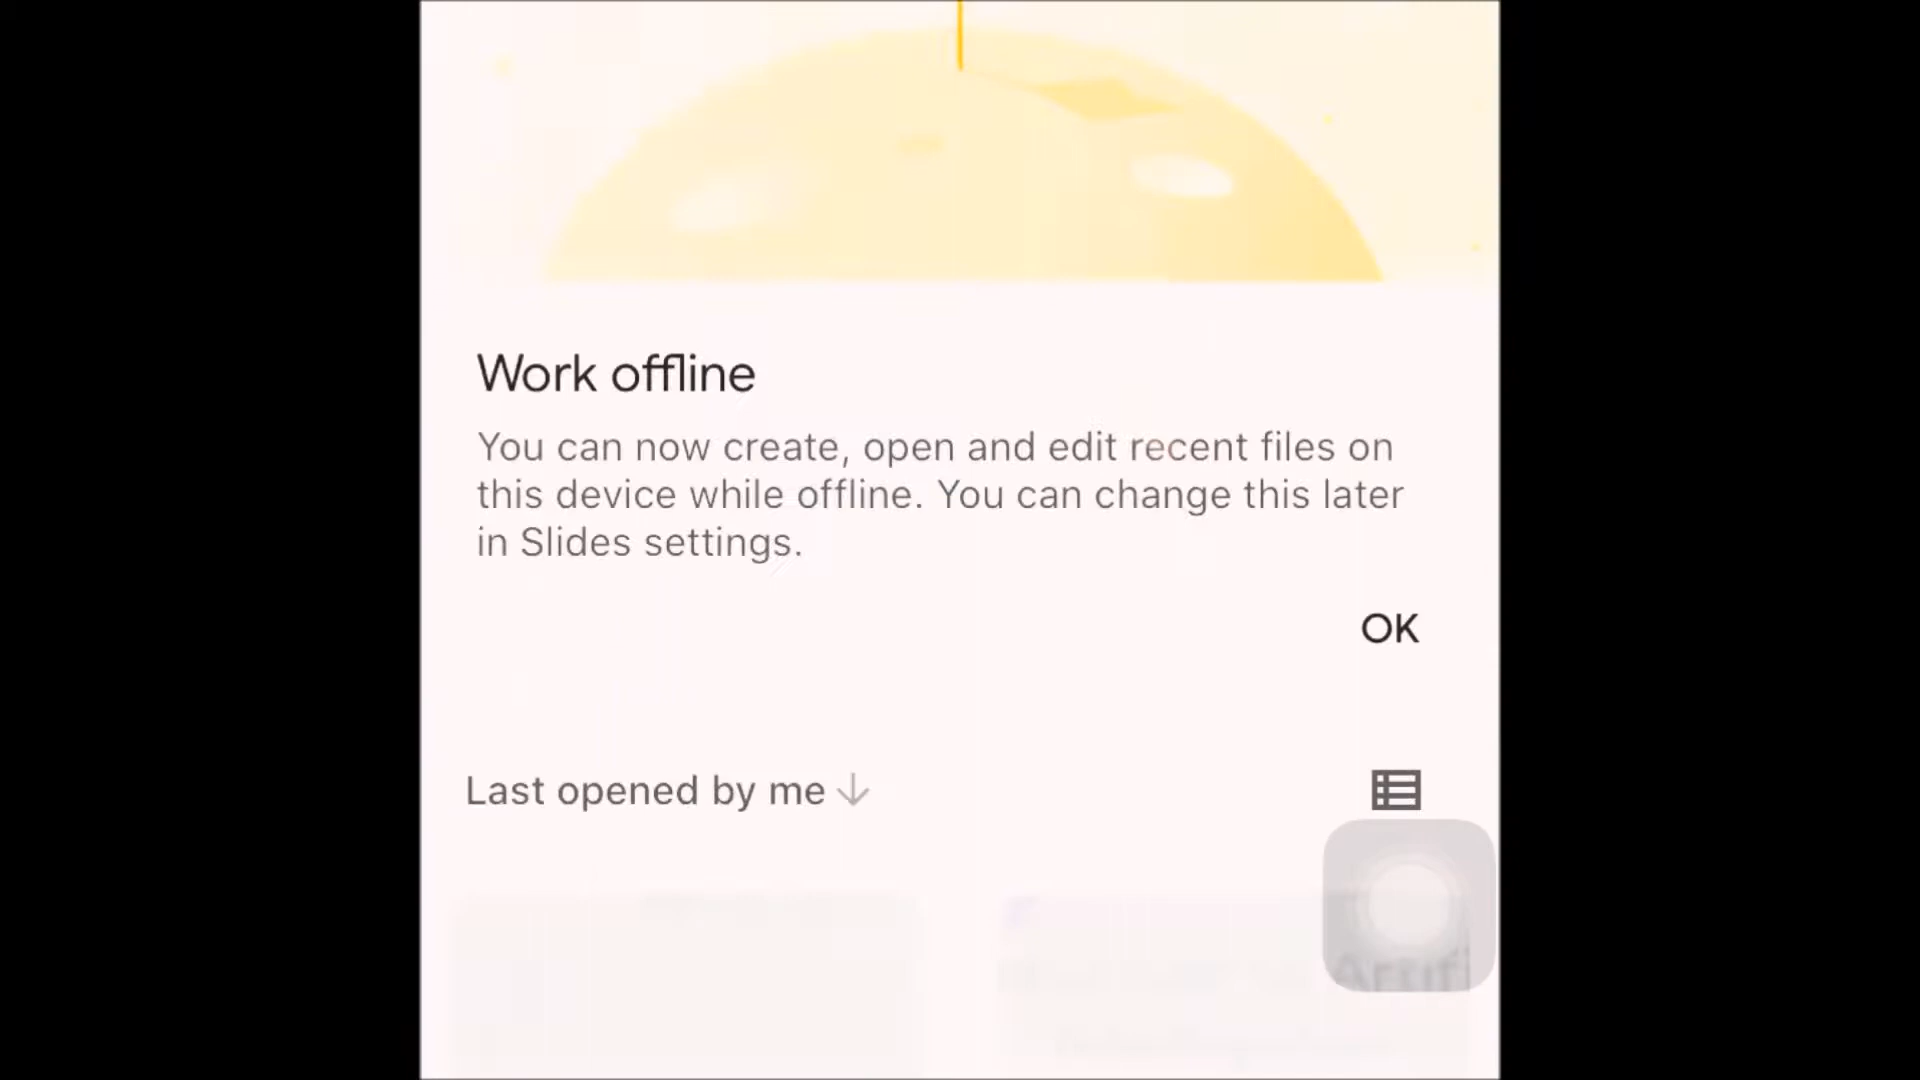 Work offline
You can now create, open and edit recent files on
this device while offline. You can change this later
in Slides settings.
OK
Last opened by me
Artifi